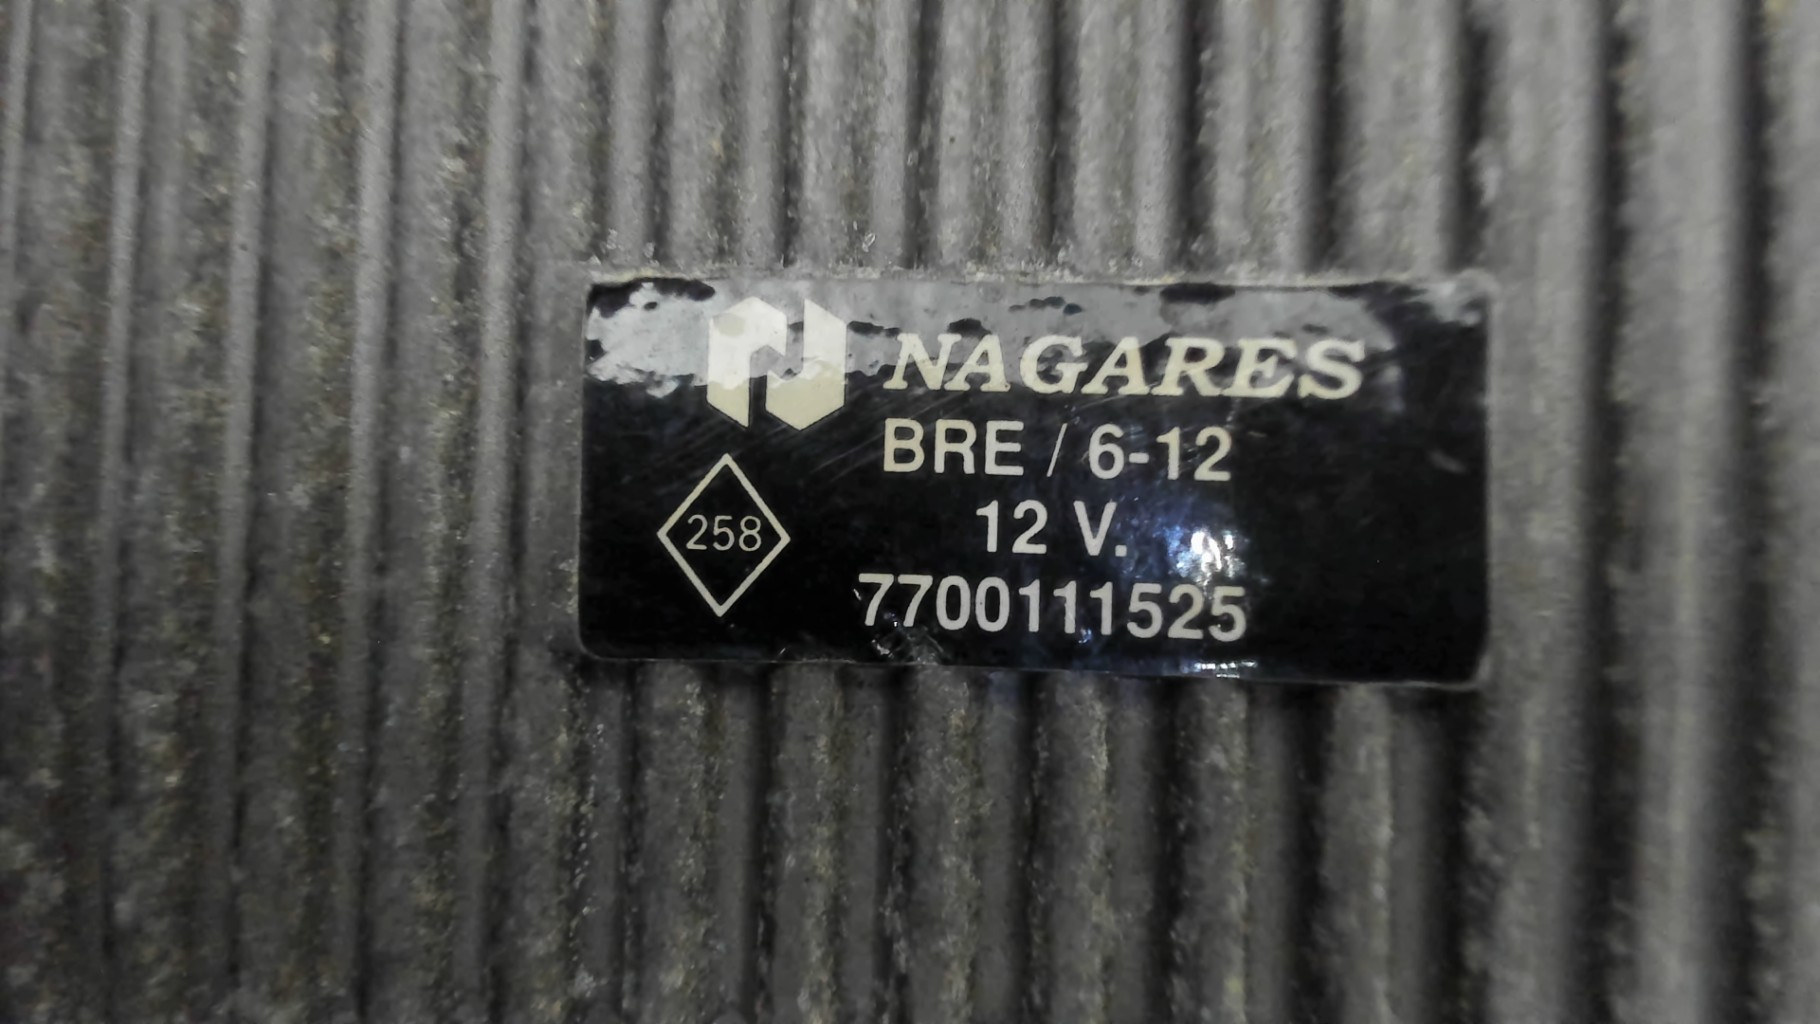 NAGARES
BRE / 6-12
12 V.
258
7700111525